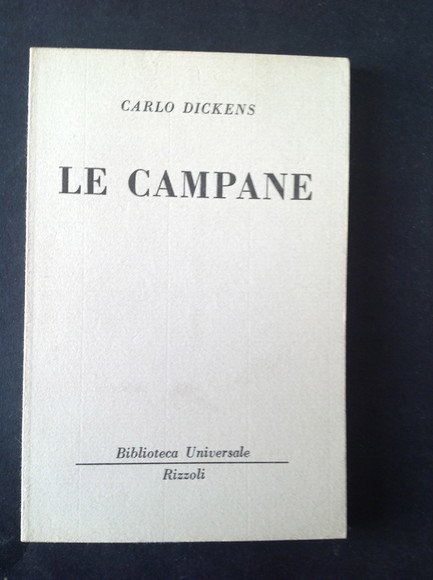 CARLO DICKENS
LE CAMPANE
Biblioteca Universale
Rizzoli